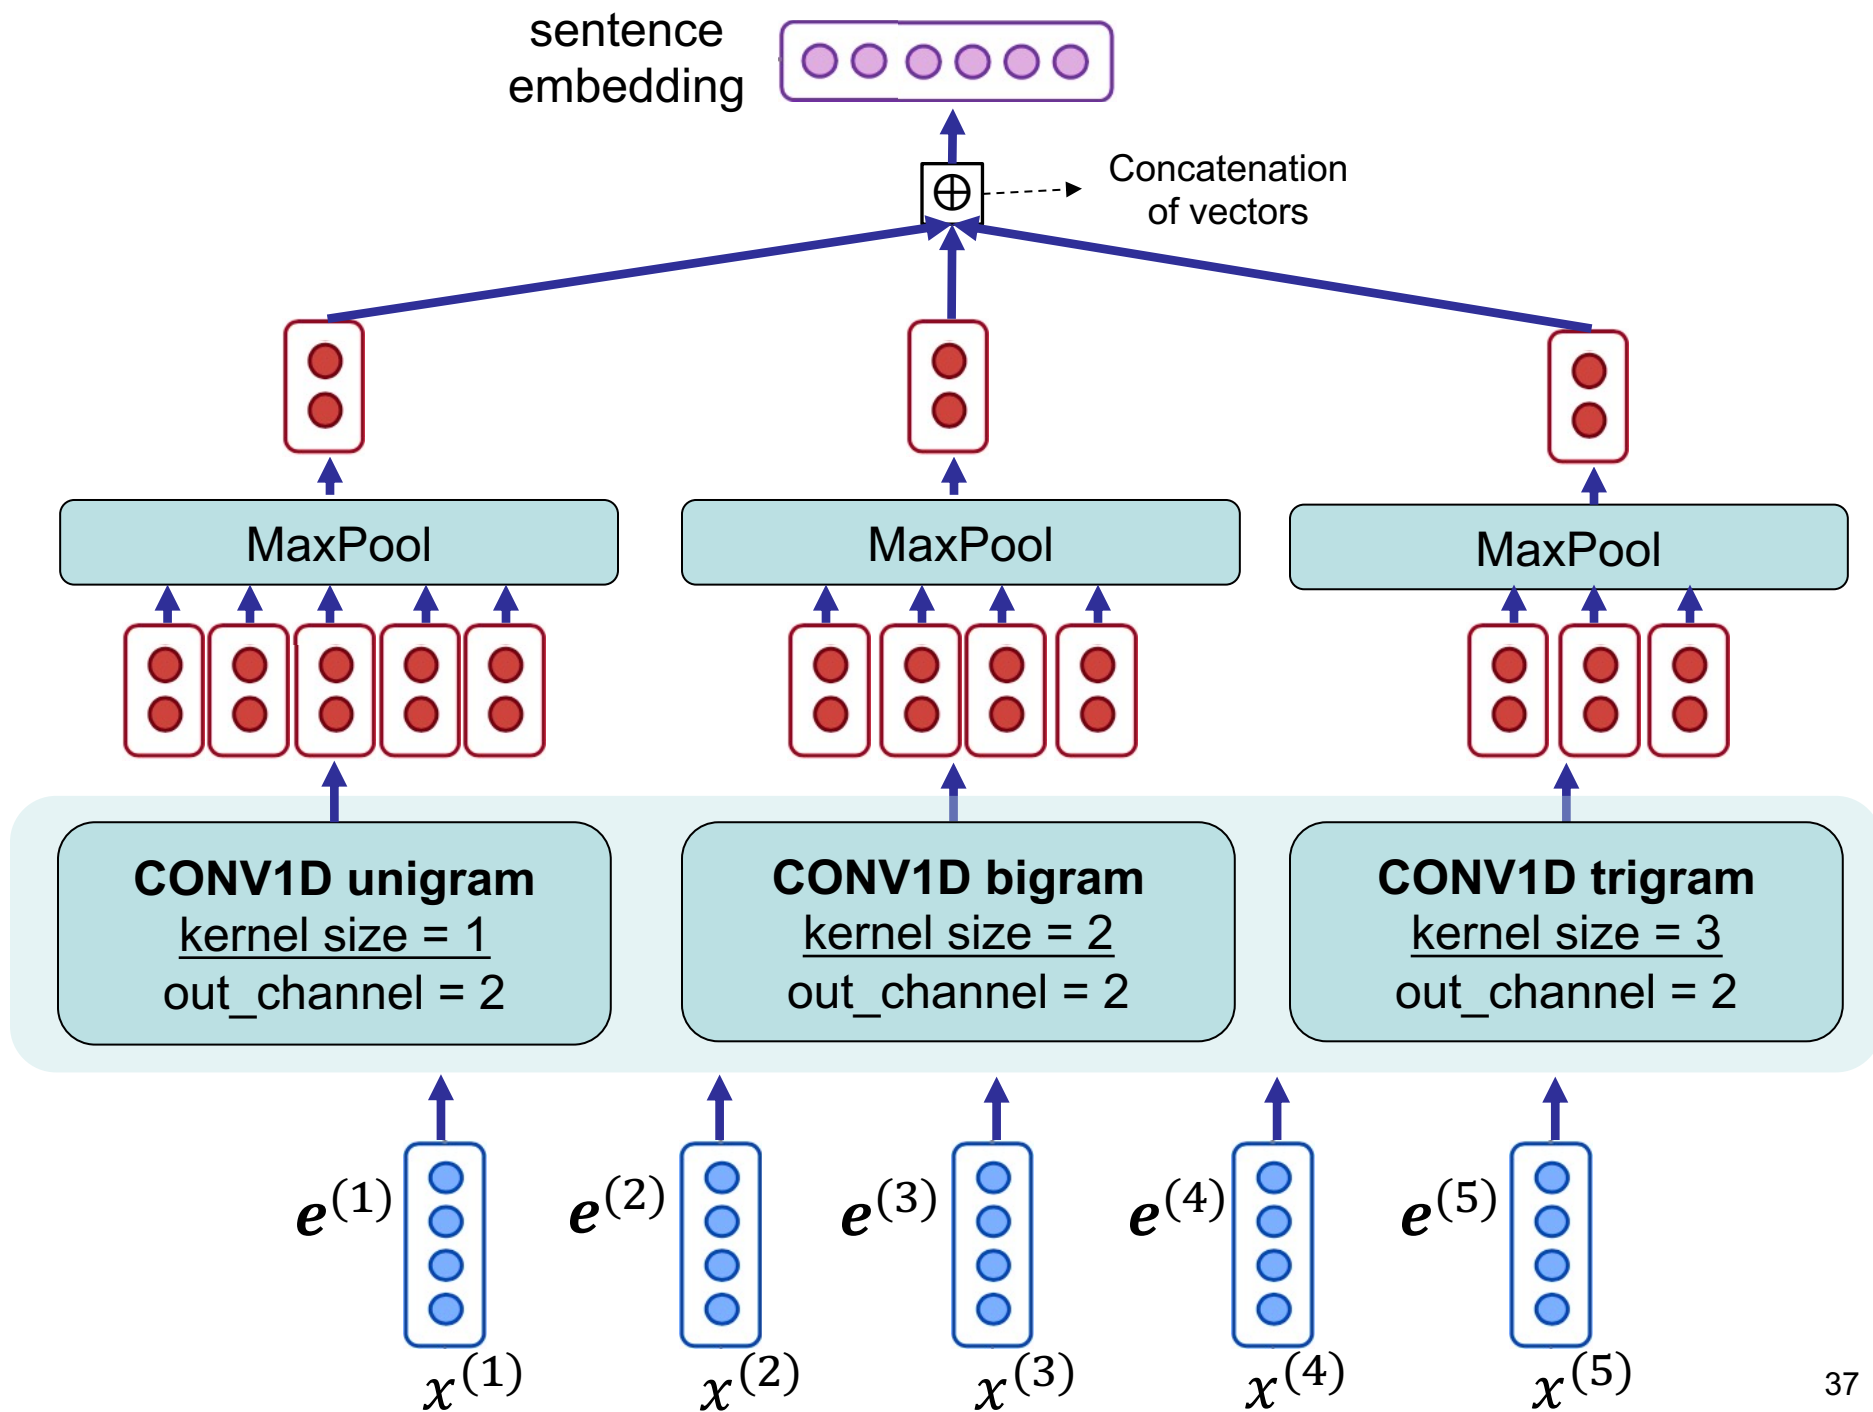 sentence
embedding
Concatenation
of vectors
MaxPool
MaxPool
MaxPool
CONV1D unigram
kernel size = 1
out_channel = 2
CONV1D bigram
kernel size = 2
out_channel = 2
CONV1D trigram
kernel size = 3
out_channel = 2
e(1)
e(2)
e(3)
e(4)
e(5)
x(1)
x(2)
x(3)
x(4)
x(5)
37